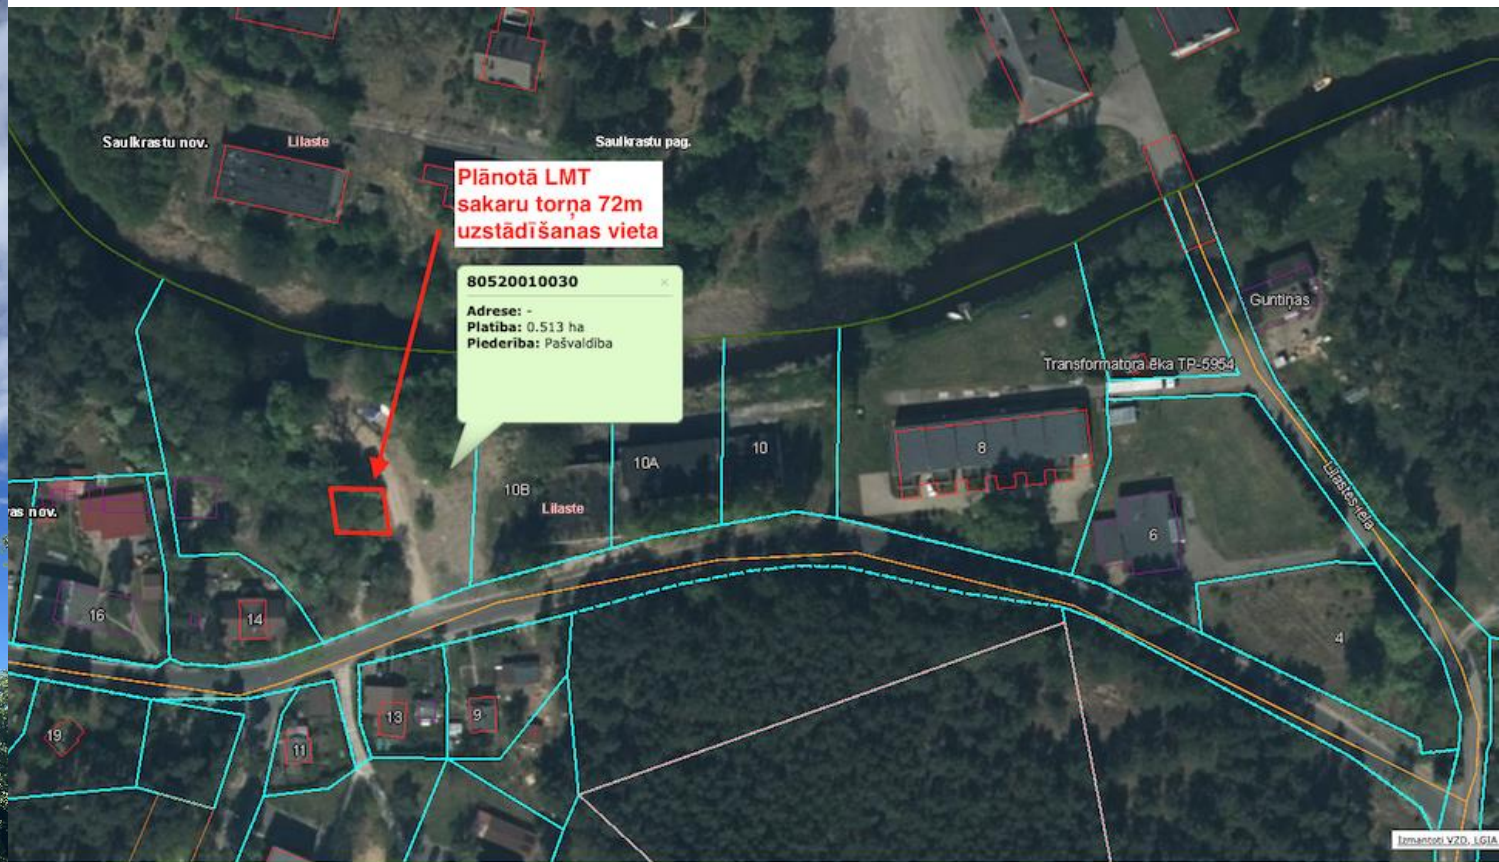 Saulkrastu nov.
Lilaste
Saulkrastu pag.
Plānotā LMT
sakaru torņa 72m
uzstādīšanas vieta
80520010030
Adrese: -
Platība: 0.513 ha
Piederība: Pašvaldība
Guntiņas
Transformatora ēka TP-5954
10A
10
8
10B
Lilaste
as nov.
Lilastes iela
6
16
14
4
13
9
19
11
Izmantoti VZD, LGIA